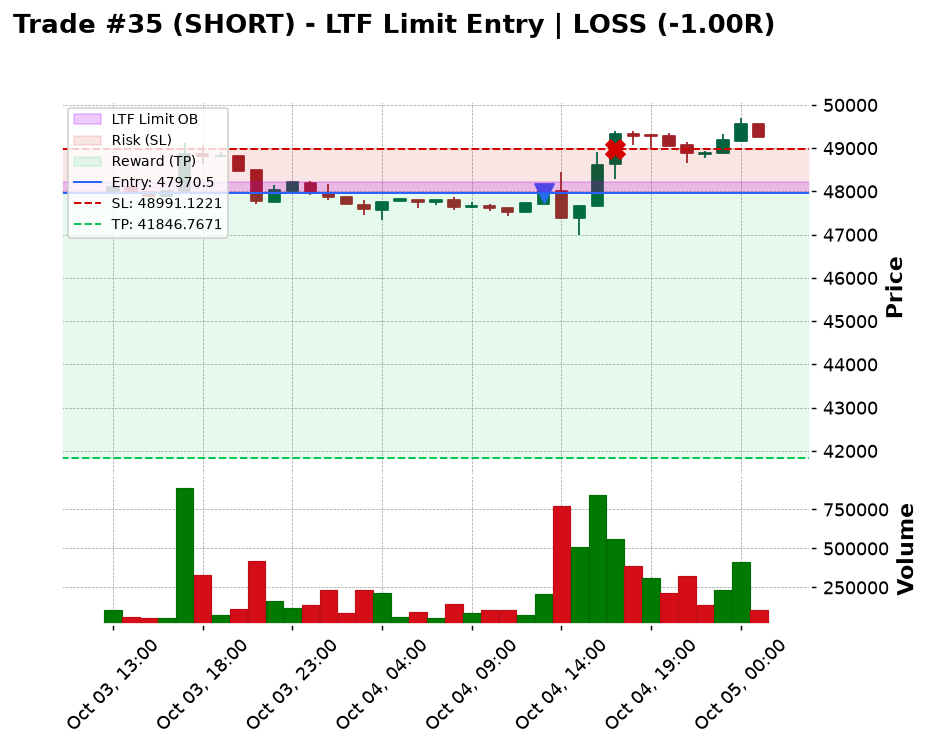 Trade #35 (SHORT) - LTF Limit Entry | LOSS (-1.00R)
LTF Limit OB
Risk (SL)
Reward (TP)
Entry: 47970.5
SL: 48991.1221
TP: 41846.7671
50000
49000
48000
47000
46000
45000
44000
43000
42000
Price
750000
500000
250000
Volume
Oct 03, 13:00
Oct 03, 18:00
Oct 03, 23:00
Oct 04, 04:00
Oct 04, 09:00
Oct 04, 14:00
Oct 04, 19:00
Oct 05, 00:00